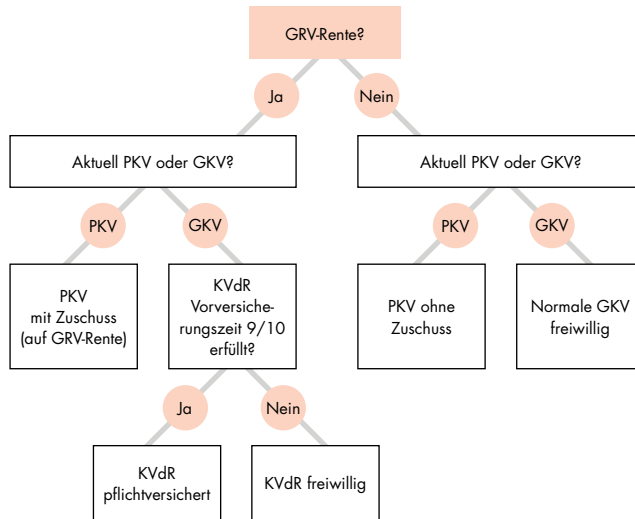 GRV-Rente?
Ja
Nein
Aktuell PKV oder GKV?
Aktuell PKV oder GKV?
PKV
GKV
PKV
GKV
PKV
mit Zuschuss
(auf GRV-Rente)
KVdR
Vorversiche-
rungszeit 9/10
erfüllt?
PKV ohne
Zuschuss
Normale GKV
freiwillig
Ja
Nein
KVdR
pflichtversichert
KVdR freiwillig